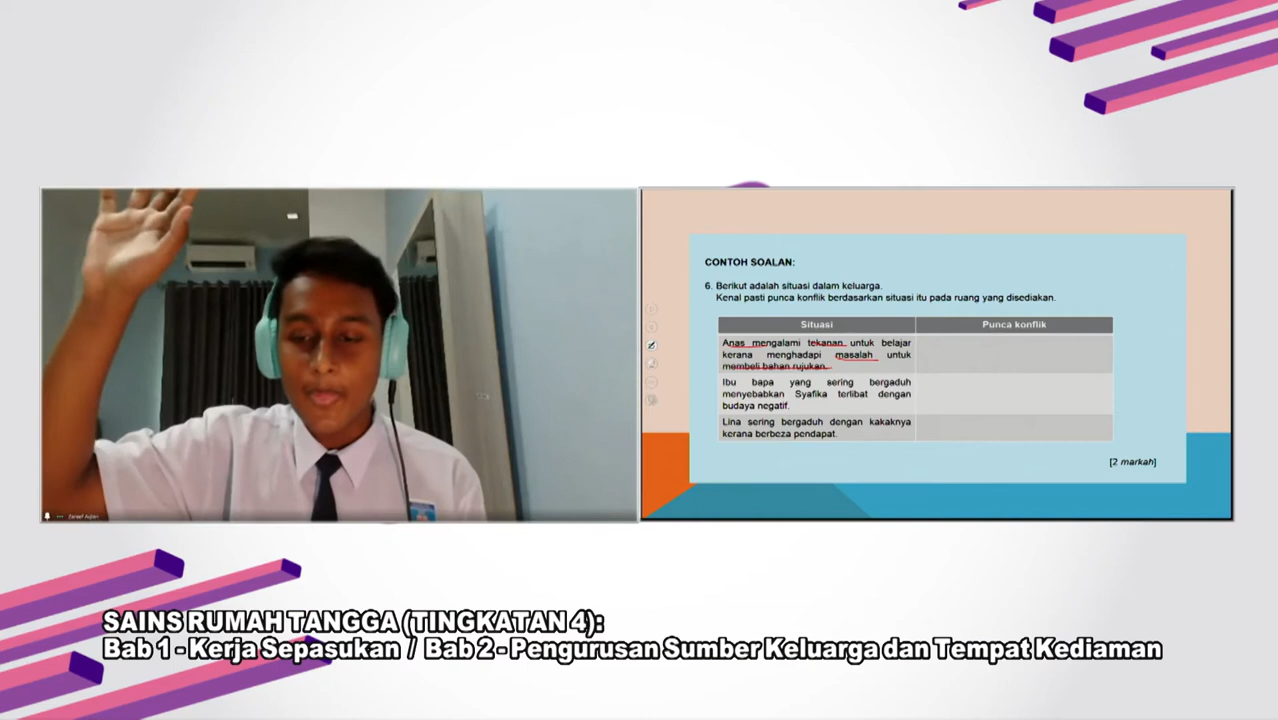 CONTOH SOALAN:
6. Berikut adalah situasi dalam keluarga.
Kenal pasti punca konflik berdasarkan situasi itu pada ruang yang disediakan.
Situasi
Punca konflik
Anas mengalami tekanan untuk belajar
kerana menghadapi masalah untuk
membeli bahan rujukan.
Ibu bapa yang sering bergaduh
menyebabkan Syafika terlibat dengan
budaya negatif.
Lina sering bergaduh dengan kakaknya
kerana berbeza pendapat.
[2 markah]
SAINS RUMAH TANGGA (TINGKATAN 4):
Bab 1 - Kerja Sepasukan / Bab 2 - Pengurusan Sumber Keluarga dan Tempat Kediaman